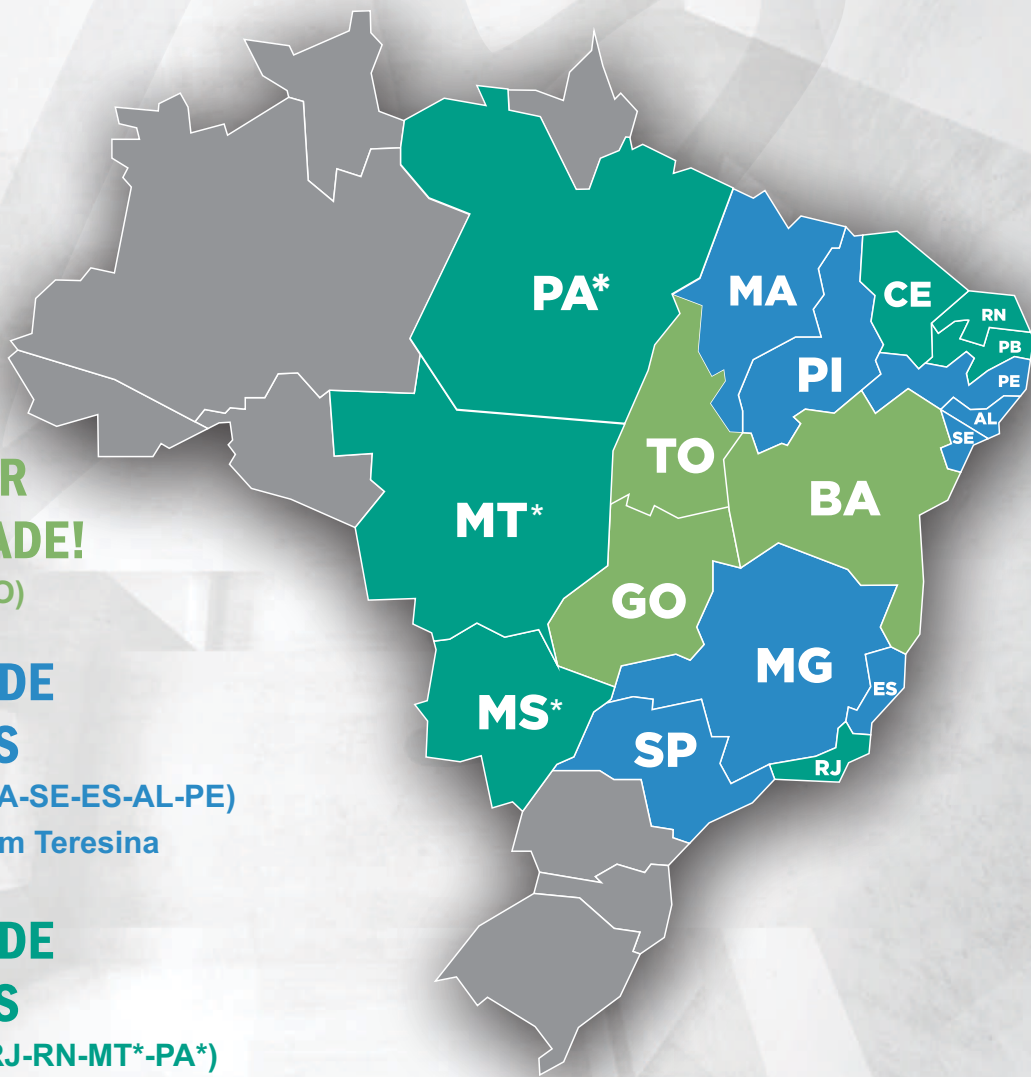 PA*
MA
CE
RN
PB
PI
PE
AL
SE
TO
BA
MT*
GO
MG
ES
MS*
SP
RJ
R
ADE!
O)
DE
S
A-SE-ES-AL-PE)
m Teresina
DE
S
RJ-RN-MT*-PA*)